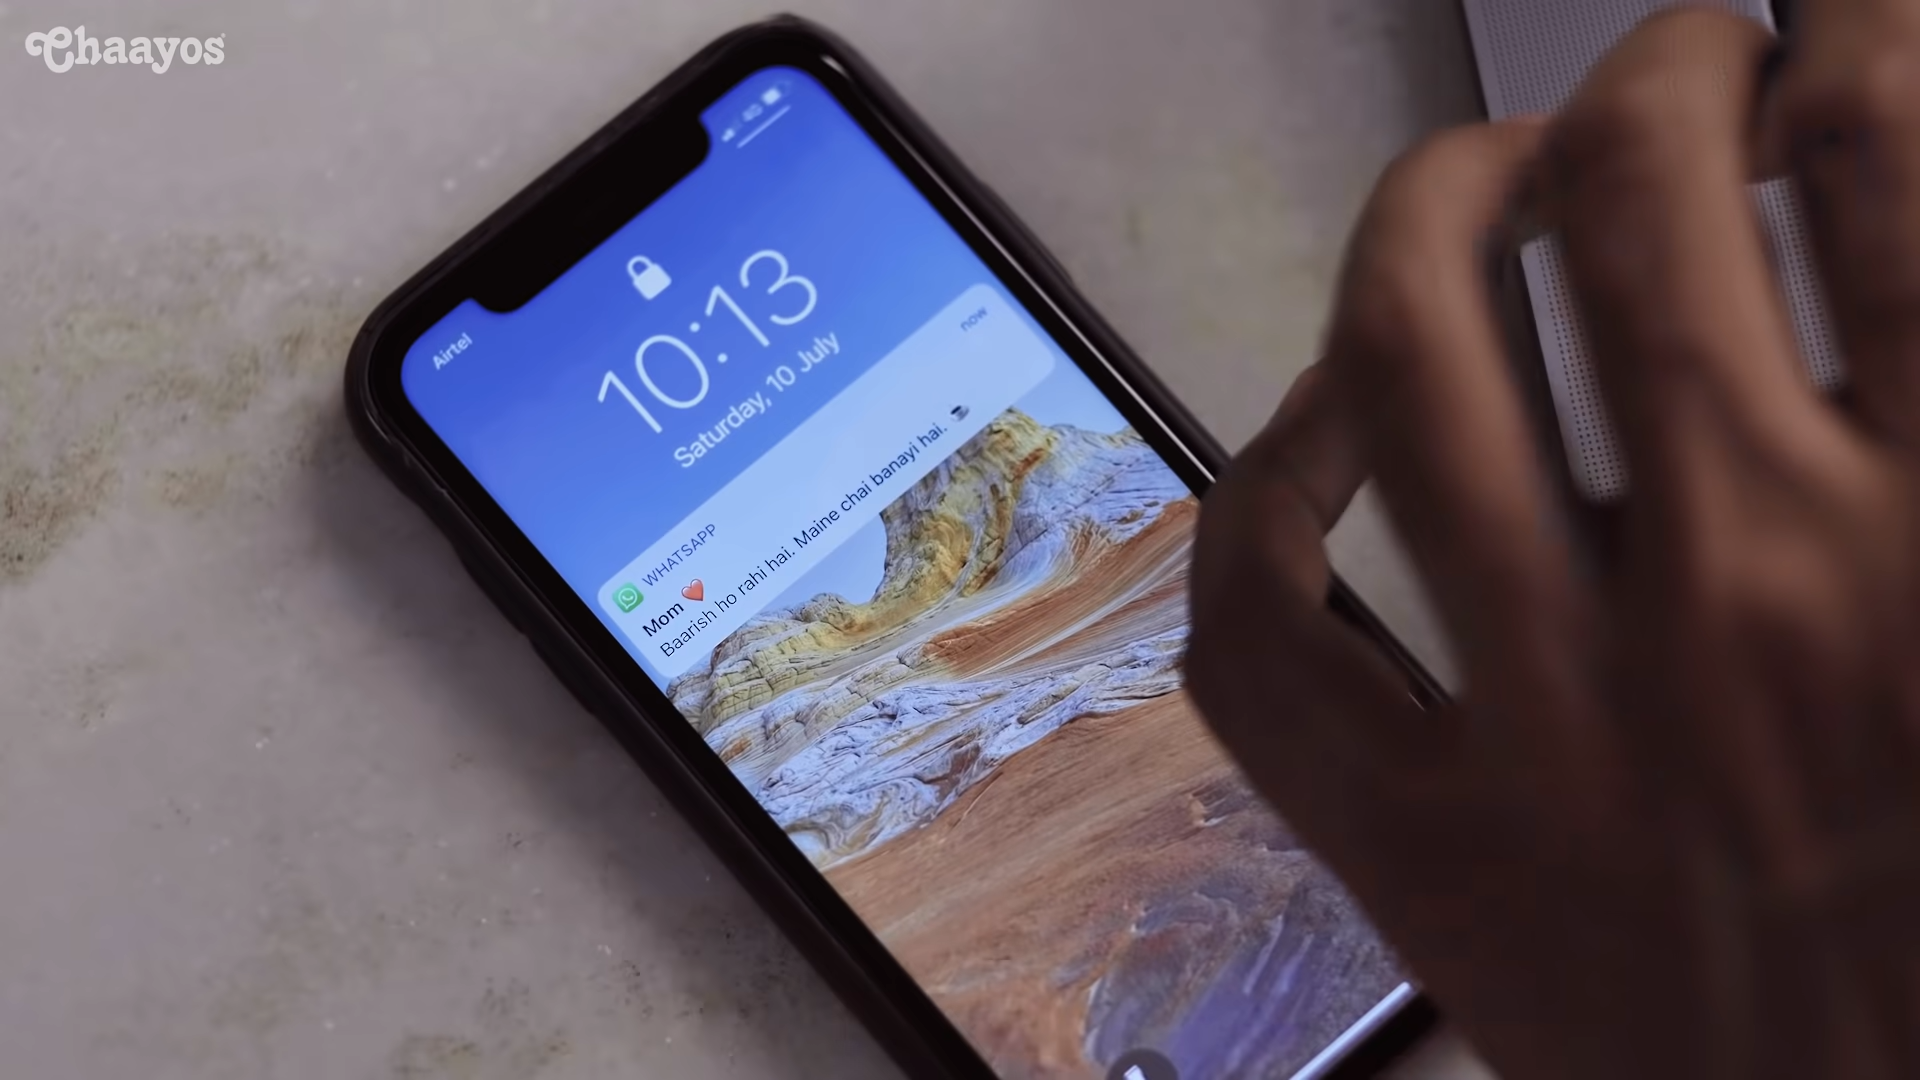 Chaayos
Airtel
4G
10:13
Saturday, 10 July
WHATSAPP
now
Mom ❤️
Baarish ho rahi hai. Maine chai banayi hai. ☕